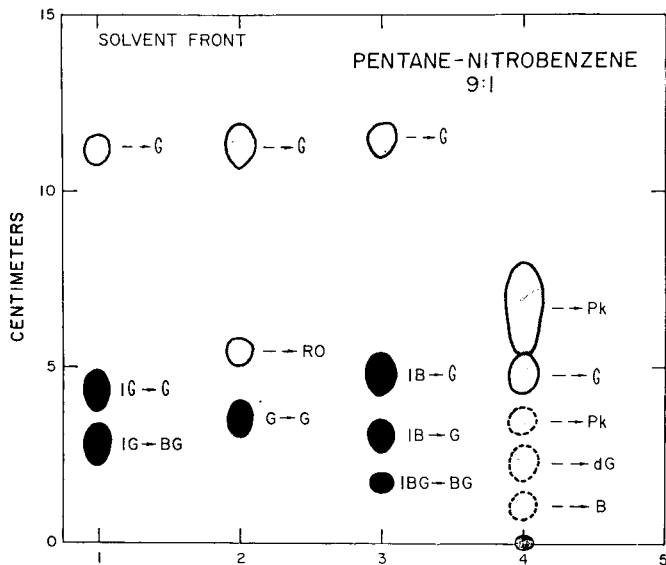 15
SOLVENT FRONT
PENTANE-NITROBENZENE
9:1
— → G
— → G
— → G
10
CENTIMETERS
— → Pk
— → RO
5
IG → G
IB → G
— → G
G → G
— → Pk
IG → BG
IB → G
— → dG
IBG → BG
— → B
0
1
2
3
4
5